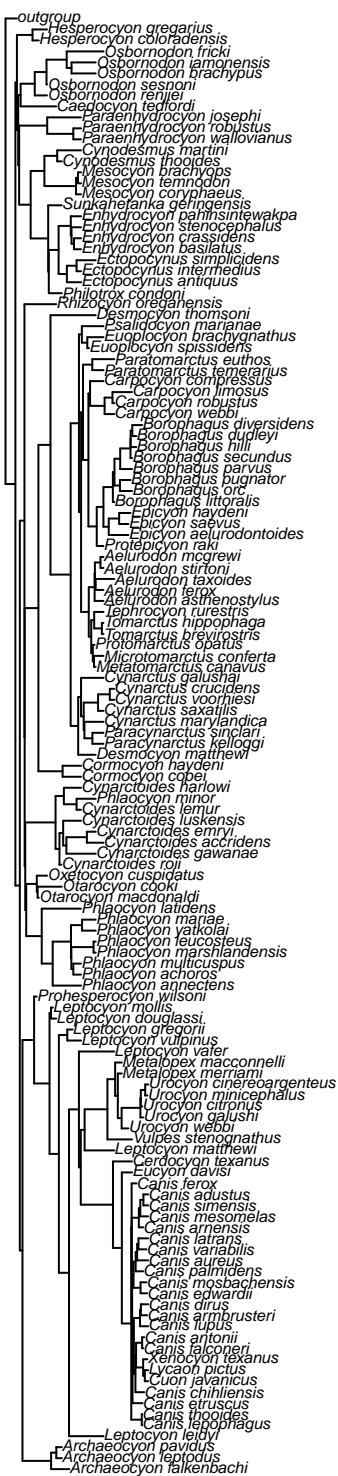 outgroup
Hesperocyon gregarius
Hesperocyon coloradensis
Osbornodon fricki
Osbornodon iamonensis
Osbornodon brachypus
Osbornodon sesnoni
Osbornodon renjiei
Caedocyon tedfordi
Paraenhydrocyon josephi
Paraenhydrocyon robustus
Paraenhydrocyon wallovianus
Cynodesmus martini
Cynodesmus thooides
Mesocyon brachyops
Mesocyon temnodon
Mesocyon coryphaeus
Sunkahetanka geringensis
Enhydrocyon pahinsintewakpa
Enhydrocyon stenocephalus
Enhydrocyon crassidens
Enhydrocyon basilatus
Ectopocynus simplicidens
Ectopocynus intermedius
Ectopocynus antiquus
Philotrox condoni
Rhizocyon oreganensis
Desmocyon thomsoni
Psalidocyon marianae
Euoplocyon brachygnathus
Euoplocyon spissidens
Paratomarctus euthos
Paratomarctus temerarius
Carpocyon compressus
Carpocyon limosus
Carpocyon robustus
Carpocyon webbi
Borophagus diversidens
Borophagus dudleyi
Borophagus hilli
Borophagus secundus
Borophagus parvus
Borophagus pugnator
Borophagus orc
Borophagus littoralis
Epicyon haydeni
Epicyon saevus
Epicyon aelurodontoides
Protepicyon raki
Aelurodon mcgrewi
Aelurodon stirtoni
Aelurodon taxoides
Aelurodon ferox
Aelurodon asthenostylus
Tephrocyon rurestris
Tomarctus hippophaga
Tomarctus brevirostris
Protomarctus opatus
Microtomarctus conferta
Metatomarctus canavus
Cynarctus galushai
Cynarctus crucidens
Cynarctus voorhiesi
Cynarctus saxatilis
Cynarctus marylandica
Paracynarctus sinclari
Paracynarctus kelloggi
Desmocyon matthewi
Cormocyon haydeni
Cormocyon copei
Cynarctoides harlowi
Phlaocyon minor
Cynarctoides lemur
Cynarctoides luskensis
Cynarctoides emryi
Cynarctoides accridens
Cynarctoides gawanae
Cynarctoides roii
Oxetocyon cuspidatus
Otarocyon cooki
Otarocyon macdonaldi
Phlaocyon latidens
Phlaocyon mariae
Phlaocyon yatkolai
Phlaocyon leucosteus
Phlaocyon marshlandensis
Phlaocyon multicuspus
Phlaocyon achoros
Phlaocyon annectens
Prohesperocyon wilsoni
Leptocyon mollis
Leptocyon douglassi
Leptocyon gregorii
Leptocyon vulpinus
Leptocyon vafer
Metalopex macconnelli
Metalopex merriami
Urocyon cinereoargenteus
Urocyon minicephalus
Urocyon citronus
Urocyon galushi
Urocyon webbi
Vulpes stenognathus
Leptocyon matthewi
Cerdocyon texanus
Eucyon davisi
Canis ferox
Canis adustus
Canis simensis
Canis mesomelas
Canis arnensis
Canis latrans
Canis variabilis
Canis aureus
Canis palmidens
Canis mosbachensis
Canis edwardii
Canis dirus
Canis armbrusteri
Canis lupus
Canis antonii
Canis falconeri
Xenocyon texanus
Lycaon pictus
Cuon javanicus
Canis chihliensis
Canis etruscus
Canis thooides
Canis lepophagus
Leptocyon leidyi
Archaeocyon pavidus
Archaeocyon leptodus
Archaeocyon falkenbachi